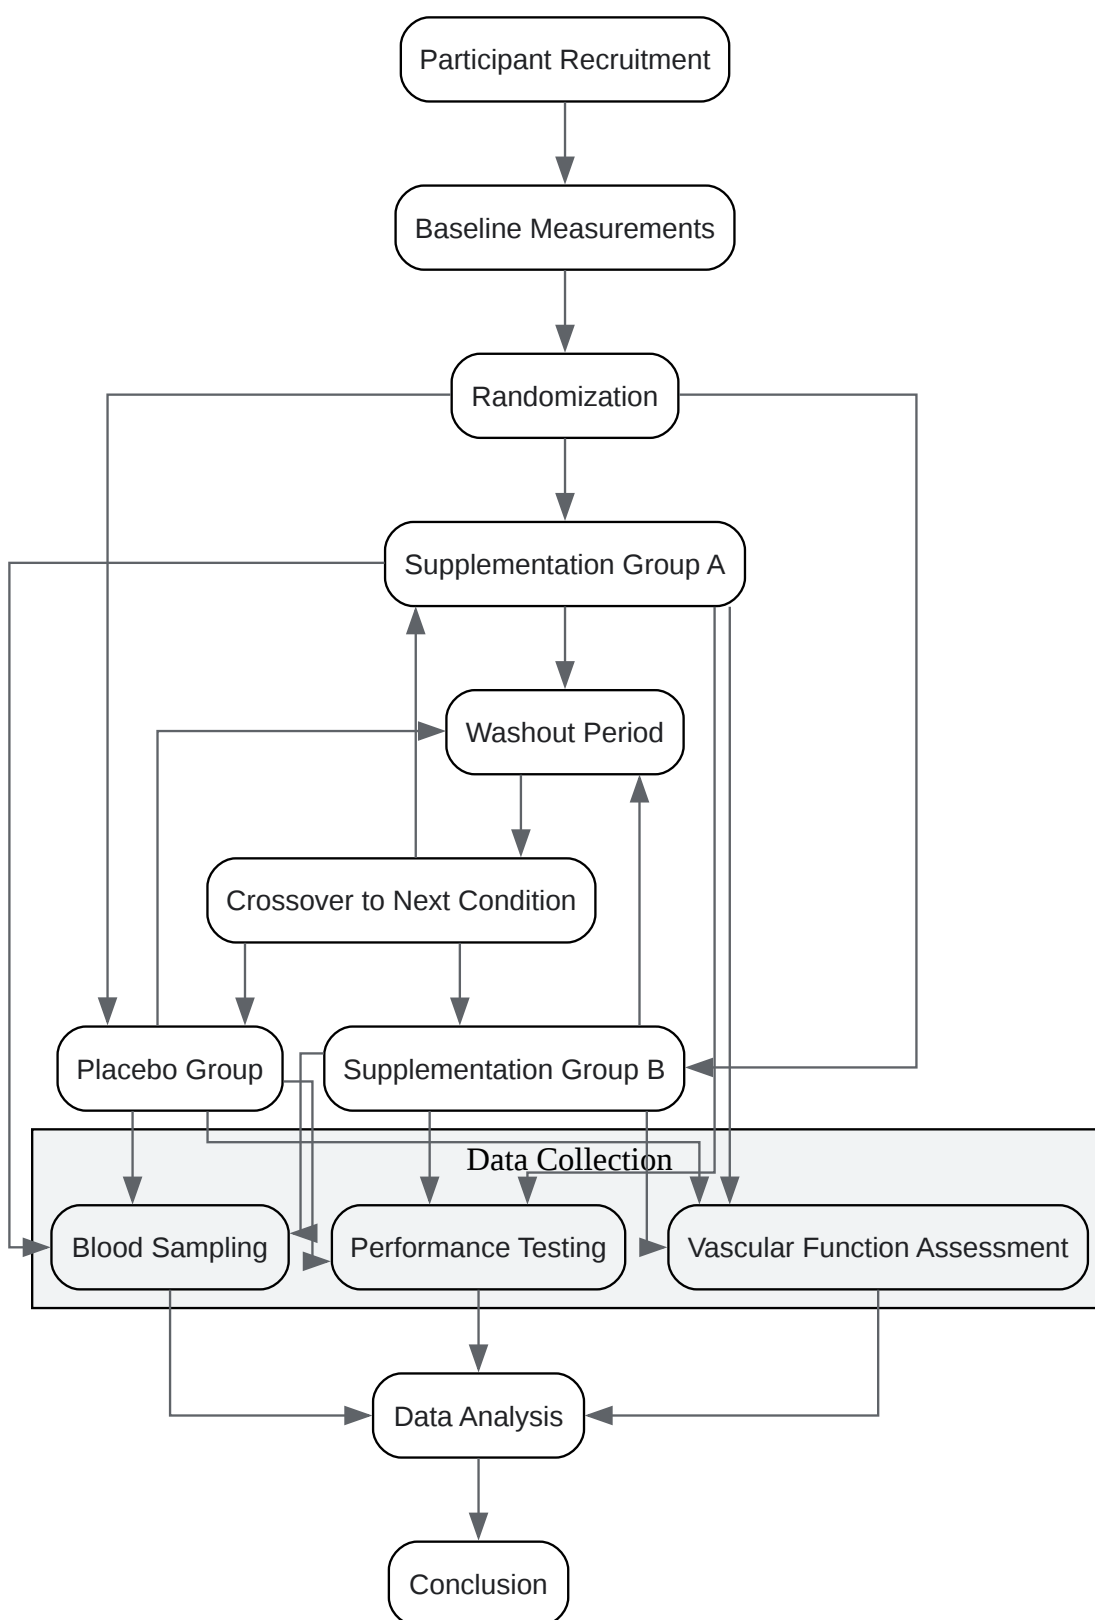 Participant Recruitment
Baseline Measurements
Randomization
Supplementation Group A
Washout Period
Crossover to Next Condition
Placebo Group
Supplementation Group B
Data Collection
Blood Sampling
Performance Testing
Vascular Function Assessment
Data Analysis
Conclusion